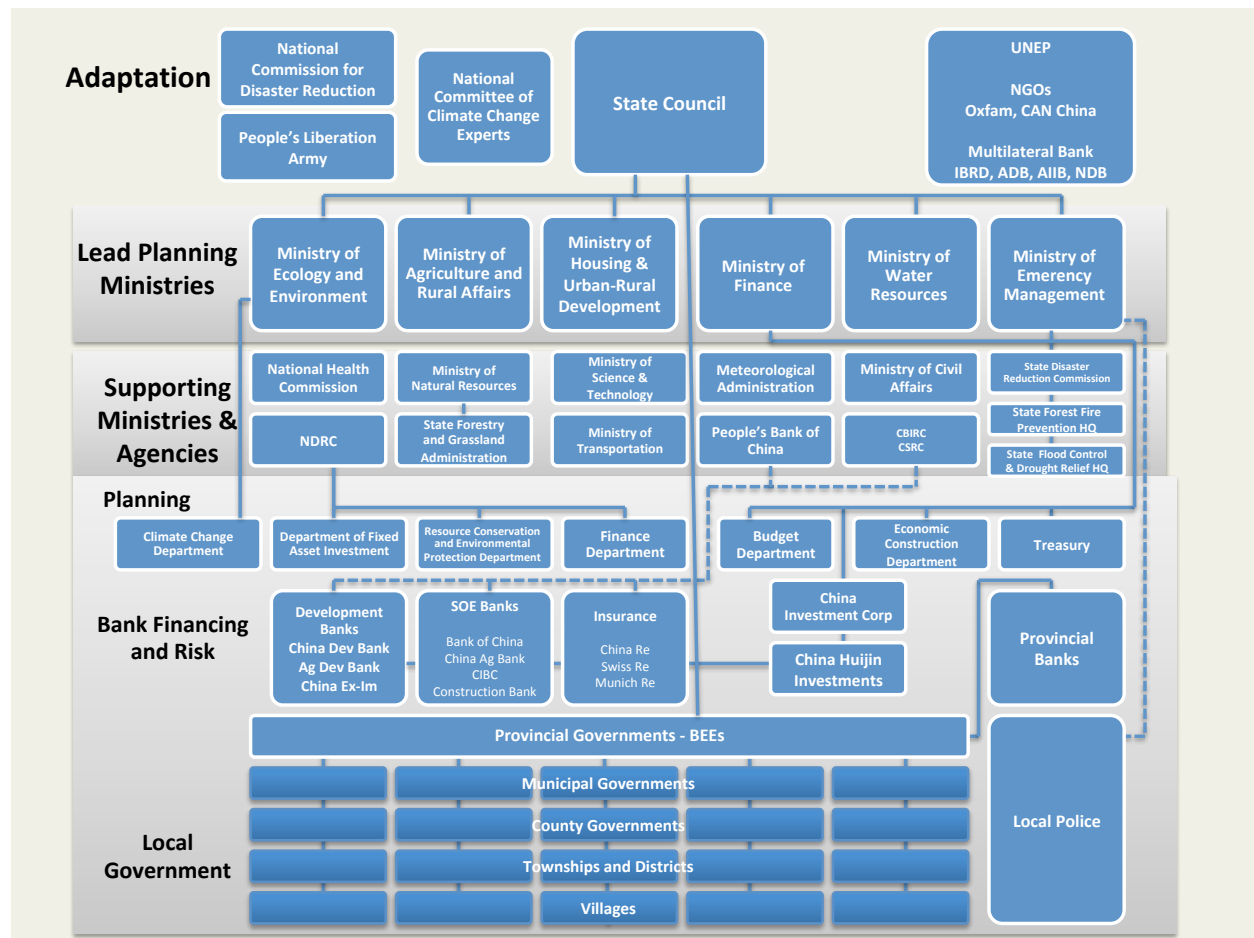 Adaptation
National
Commission for
Disaster Reduction
People's Liberation
Army
National
Committee of
Climate Change
Experts
State Council
UNEP
NGOs
Oxfam, CAN China
Multilateral Bank
IBRD, ADB, AIIB, NDB
Lead Planning
Ministries
Ministry of
Ecology and
Environment
Ministry of
Agriculture and
Rural Affairs
Ministry of
Housing &
Urban-Rural
Development
Ministry of
Finance
Ministry of
Water
Resources
Ministry of
Emerency
Management
Supporting
Ministries &
Agencies
National Health
Commission
Ministry of
Natural Resources
Ministry of
Science &
Technology
Meteorological
Administration
Ministry of Civil
Affairs
State Disaster
Reduction Commission
NDRC
State Forestry
and Grassland
Administration
Ministry of
Transportation
People's Bank of
China
CBIRC
CSRC
State Forest Fire
Prevention HQ
State Flood Control
& Drought Relief HQ
Planning
Climate Change
Department
Department of Fixed
Asset Investment
Resource Conservation
and Environmental
Protection Department
Finance
Department
Budget
Department
Economic
Construction
Department
Treasury
Bank Financing
and Risk
Development
Banks
China Dev Bank
Ag Dev Bank
China Ex-Im
SOE Banks
Bank of China
China Ag Bank
CIBC
Construction Bank
Insurance
China Re
Swiss Re
Munich Re
China
Investment Corp
China Huijin
Investments
Provincial
Banks
Provincial Governments - BEEs
Local
Government
Municipal Governments
County Governments
Townships and Districts
Villages
Local Police